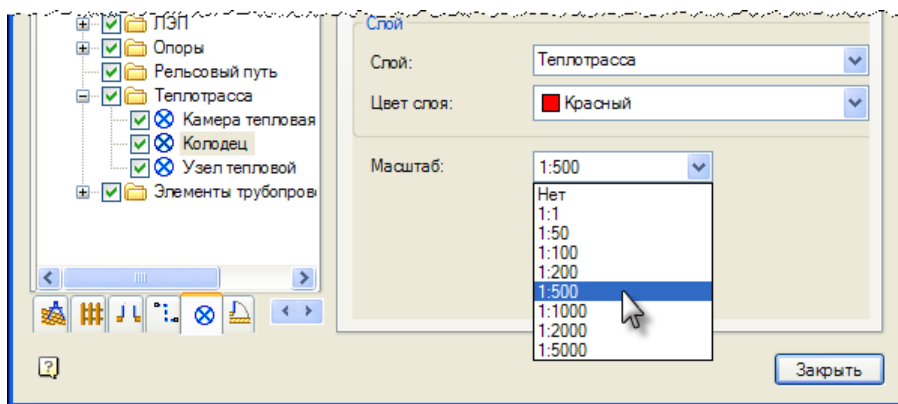 ЛЭП
Опоры
Рельсовый путь
Теплотрасса
Камера тепловая
Колодец
Узел тепловой
Элементы трубопров
Слой
Слой:
Теплотрасса
Цвет слоя:
Красный
Масштаб:
1:500
Нет
1:1
1:50
1:100
1:200
1:500
1:1000
1:2000
1:5000
?
Закрыть